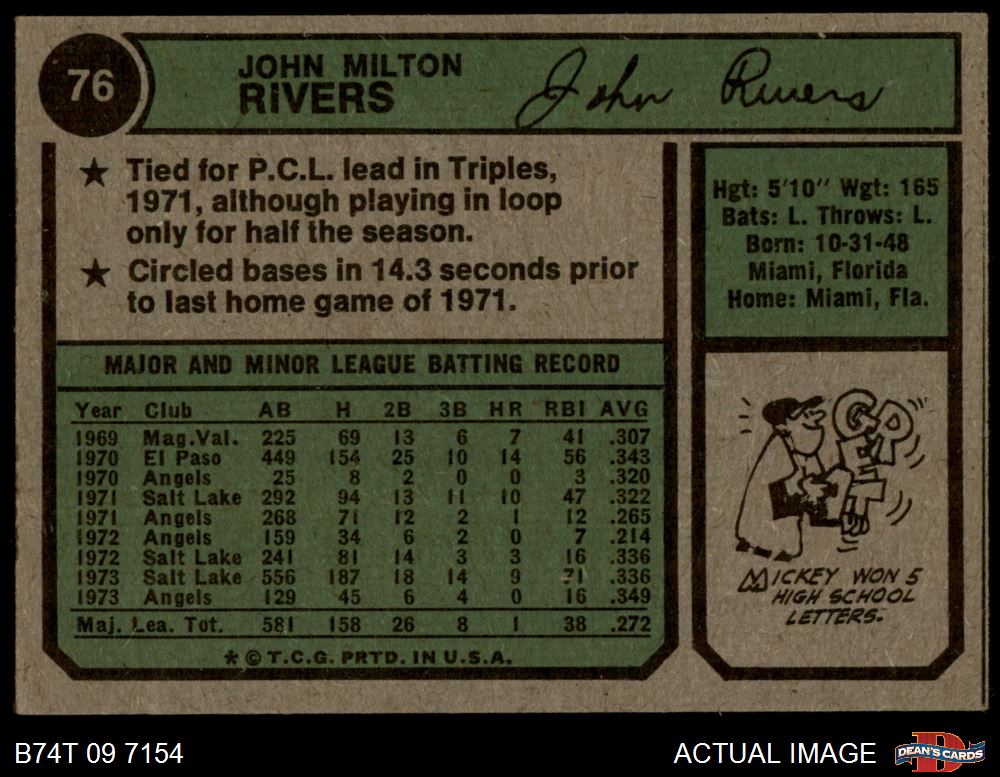 76
JOHN MILTON
RIVERS
John Rivers
★ Tied for P.C.L. lead in Triples,
1971, although playing in loop
only for half the season.
★ Circled bases in 14.3 seconds prior
to last home game of 1971.
Hgt: 5'10" Wgt: 165
Bats: L. Throws: L.
Born: 10-31-48
Miami, Florida
Home: Miami, Fla.
MAJOR AND MINOR LEAGUE BATTING RECORD
Year Club AB H 2B 3B HR RBI AVG
1969 Mag.Val. 225 69 13 6 7 41 .307
1970 El Paso 449 154 25 10 14 56 .343
1970 Angels 25 8 2 0 0 3 .320
1971 Salt Lake 292 94 13 11 10 47 .322
1971 Angels 268 71 12 2 1 12 .265
1972 Angels 159 34 6 2 0 7 .214
1972 Salt Lake 241 81 14 3 3 16 .336
1973 Salt Lake 556 187 18 14 9 71 .336
1973 Angels 129 45 6 4 0 16 .349
Maj. Lea. Tot. 581 158 26 8 1 38 .272
* © T.C.G. PRTD. IN U.S.A.
MICKEY WON 5
HIGH SCHOOL
LETTERS.
B74T 09 7154
ACTUAL IMAGE
DEAN'S CARDS